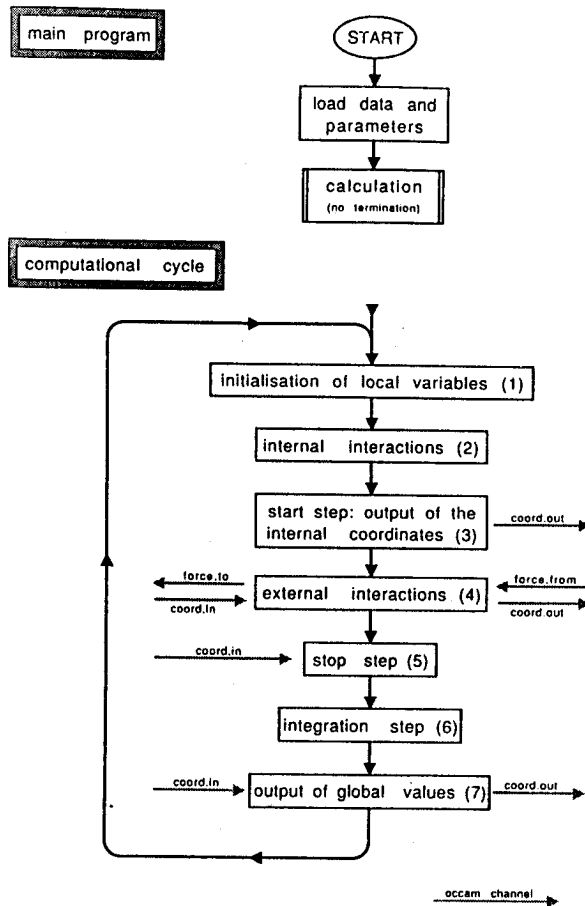 main program
START
load data and
parameters
calculation
(no termination)
computational cycle
initialisation of local variables (1)
internal interactions (2)
start step: output of the
internal coordinates (3)
coord.out
force.to
coord.in
external interactions (4)
force.from
coord.out
coord.in
stop step (5)
integration step (6)
coord.in
output of global values (7)
coord.out
occam channel